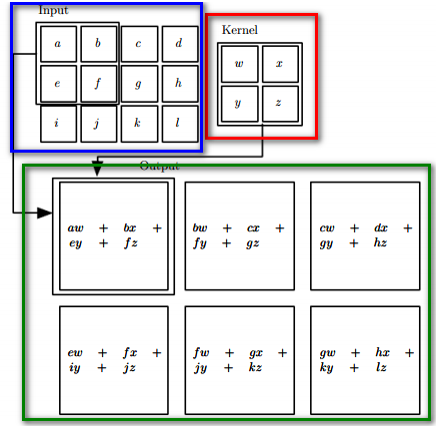 Input
Kernel
a b c d
w x
e f g h
y z
i j k l
Output
aw + bx +
ey + fz
bw + cx +
fy + gz
cw + dx +
gy + hz
ew + fx +
iy + jz
fw + gx +
jy + kz
gw + hx +
ky + lz